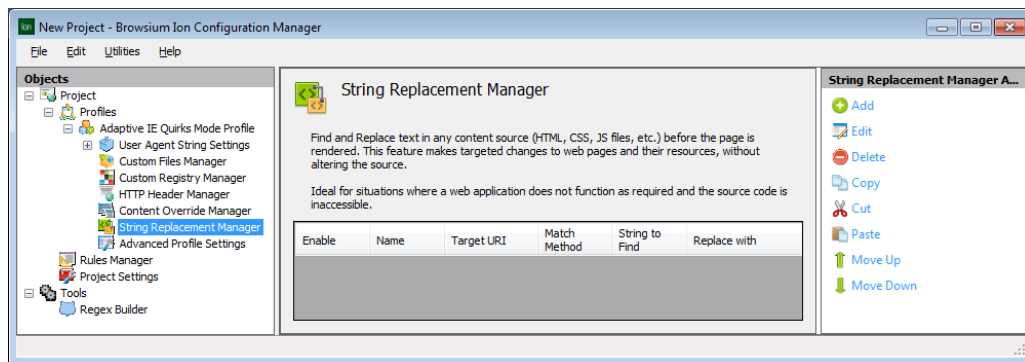 Ion New Project - Browsium Ion Configuration Manager
File Edit Utilities Help
Objects
Project
Profiles
Adaptive IE Quirks Mode Profile
User Agent String Settings
Custom Files Manager
Custom Registry Manager
HTTP Header Manager
Content Override Manager
String Replacement Manager
Advanced Profile Settings
Rules Manager
Project Settings
Tools
Regex Builder
String Replacement Manager
Find and Replace text in any content source (HTML, CSS, JS files, etc.) before the page is
rendered. This feature makes targeted changes to web pages and their resources, without
altering the source.
Ideal for situations where a web application does not function as required and the source code is
inaccessible.
Enable Name Target URI Match Method String to Find Replace with
String Replacement Manager A...
Add
Edit
Delete
Copy
Cut
Paste
Move Up
Move Down